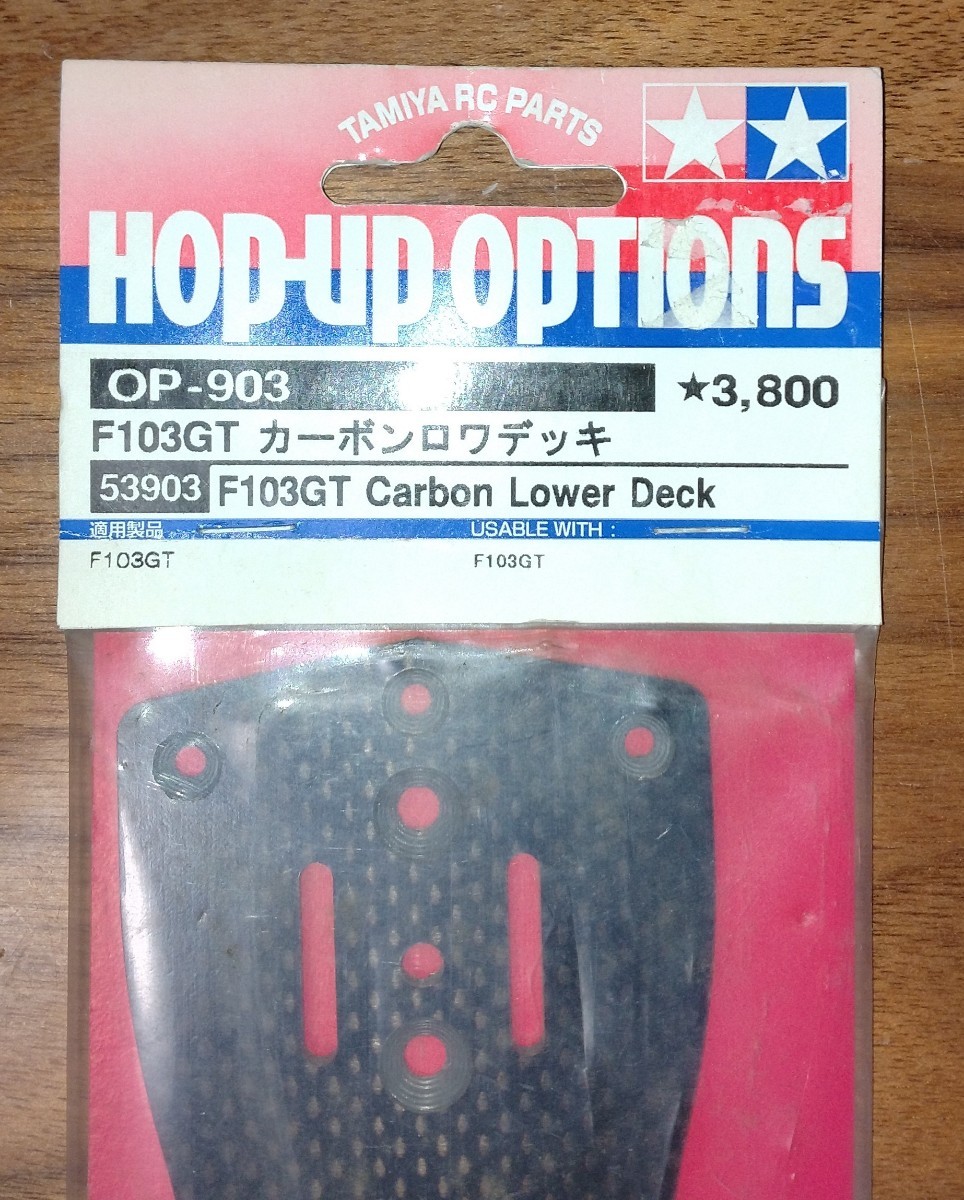 TAMIYA RC PARTS
HOP-UP OPTIONS
OP-903
★3,800
F103GT カーボンロワデッキ
53903 F103GT Carbon Lower Deck
適用製品
USABLE WITH :
F103GT
F103GT